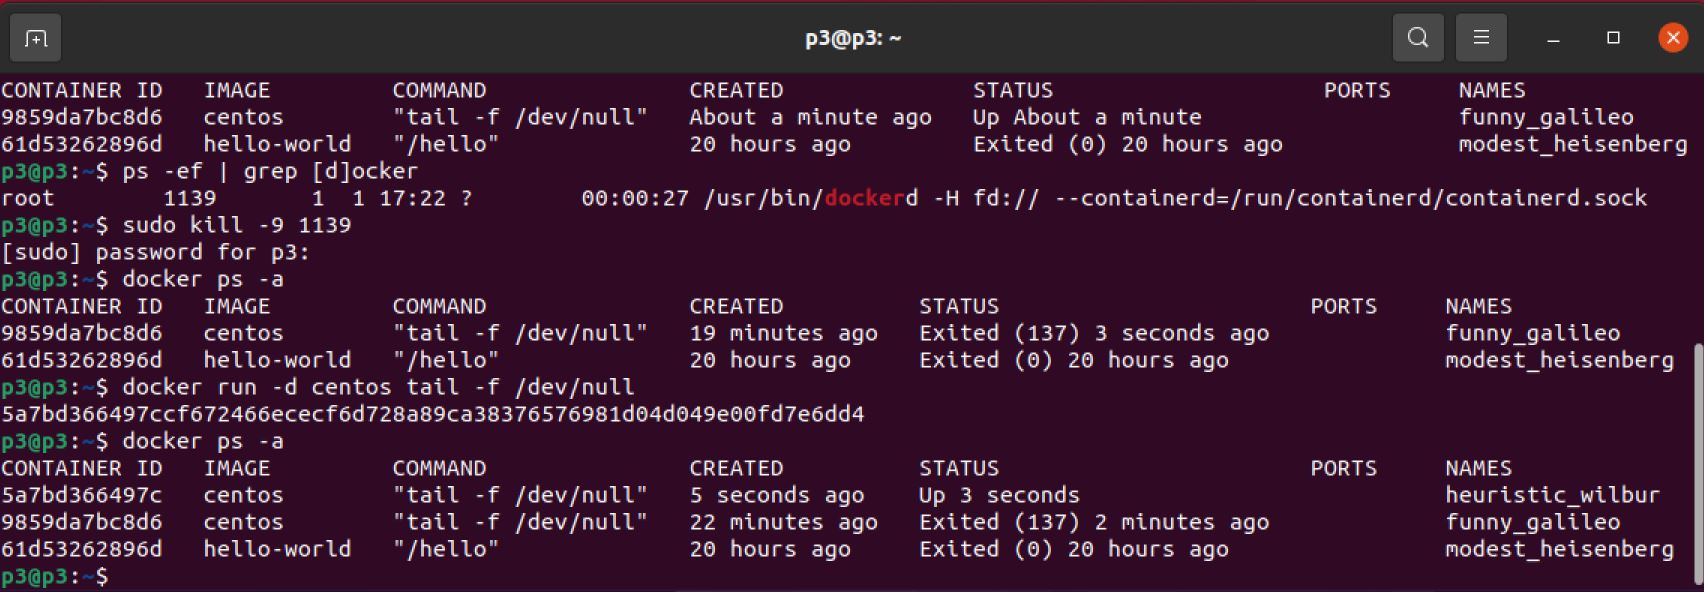 p3@p3: ~
CONTAINER ID   IMAGE         COMMAND               CREATED              STATUS                    PORTS     NAMES
9859da7bc8d6   centos        "tail -f /dev/null"   About a minute ago   Up About a minute                   funny_galileo
61d53262896d   hello-world   "/hello"              20 hours ago         Exited (0) 20 hours ago             modest_heisenberg
p3@p3:~$ ps -ef | grep [d]ocker
root        1139       1  1 17:22 ?        00:00:27 /usr/bin/dockerd -H fd:// --containerd=/run/containerd/containerd.sock
p3@p3:~$ sudo kill -9 1139
[sudo] password for p3:
p3@p3:~$ docker ps -a
CONTAINER ID   IMAGE         COMMAND               CREATED          STATUS                       PORTS     NAMES
9859da7bc8d6   centos        "tail -f /dev/null"   19 minutes ago   Exited (137) 3 seconds ago             funny_galileo
61d53262896d   hello-world   "/hello"              20 hours ago     Exited (0) 20 hours ago                modest_heisenberg
p3@p3:~$ docker run -d centos tail -f /dev/null
5a7bd366497ccf672466ececf6d728a89ca38376576981d04d049e00fd7e6dd4
p3@p3:~$ docker ps -a
CONTAINER ID   IMAGE         COMMAND               CREATED          STATUS                       PORTS     NAMES
5a7bd366497c   centos        "tail -f /dev/null"   5 seconds ago    Up 3 seconds                           heuristic_wilbur
9859da7bc8d6   centos        "tail -f /dev/null"   22 minutes ago   Exited (137) 2 minutes ago             funny_galileo
61d53262896d   hello-world   "/hello"              20 hours ago     Exited (0) 20 hours ago                modest_heisenberg
p3@p3:~$